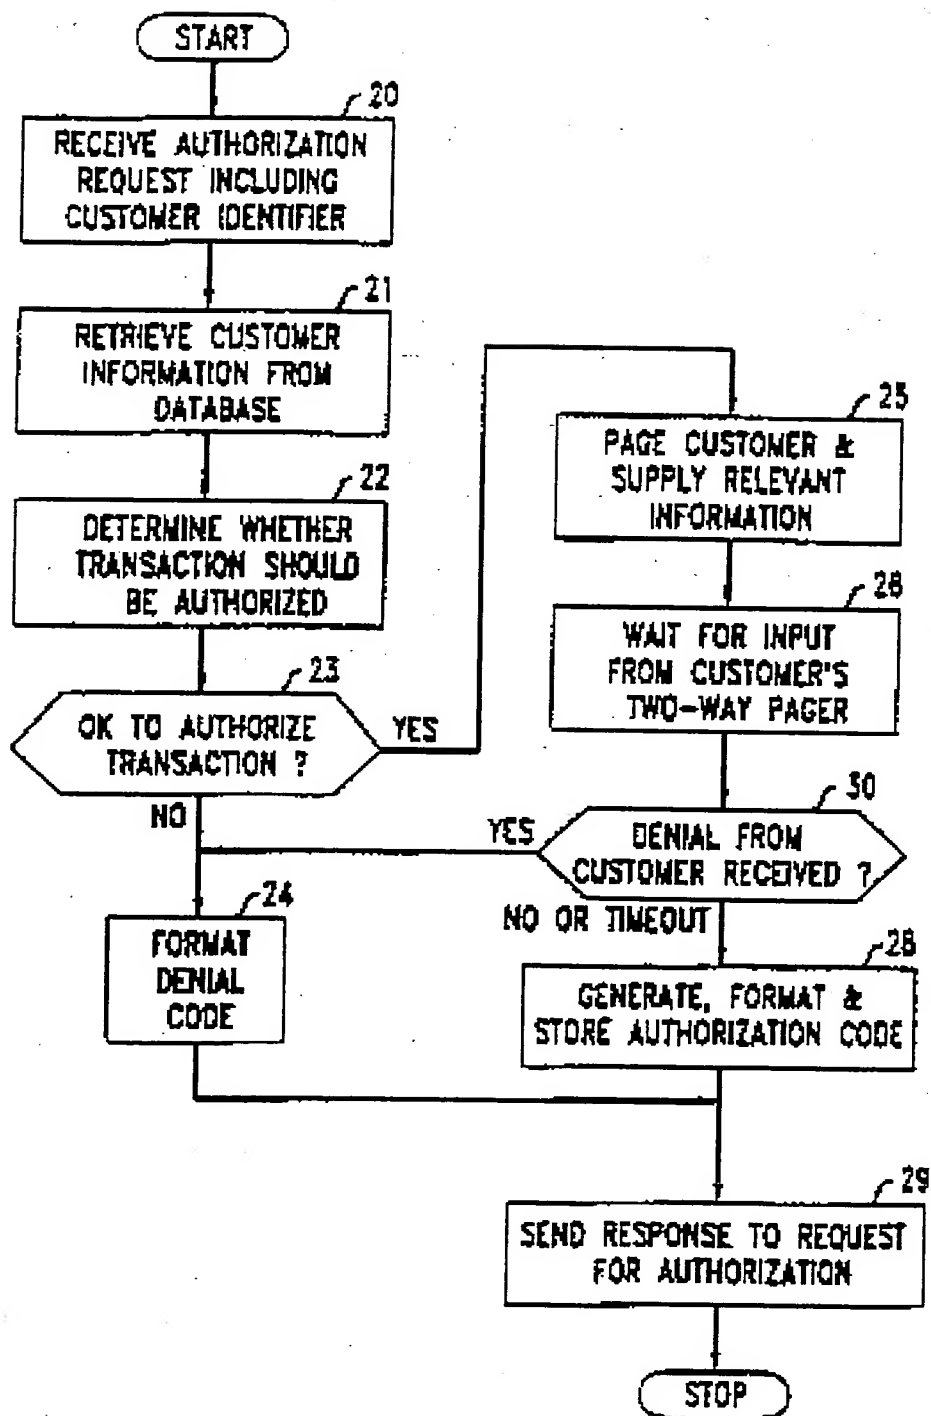 START
20
RECEIVE AUTHORIZATION
REQUEST INCLUDING
CUSTOMER IDENTIFIER
21
RETRIEVE CUSTOMER
INFORMATION FROM
DATABASE
22
DETERMINE WHETHER
TRANSACTION SHOULD
BE AUTHORIZED
23
OK TO AUTHORIZE
TRANSACTION ?
YES
NO
24
FORMAT
DENIAL
CODE
25
PAGE CUSTOMER &
SUPPLY RELEVANT
INFORMATION
26
WAIT FOR INPUT
FROM CUSTOMER'S
TWO-WAY PAGER
30
DENIAL FROM
CUSTOMER RECEIVED ?
YES
NO OR TIMEOUT
28
GENERATE, FORMAT &
STORE AUTHORIZATION CODE
29
SEND RESPONSE TO REQUEST
FOR AUTHORIZATION
STOP